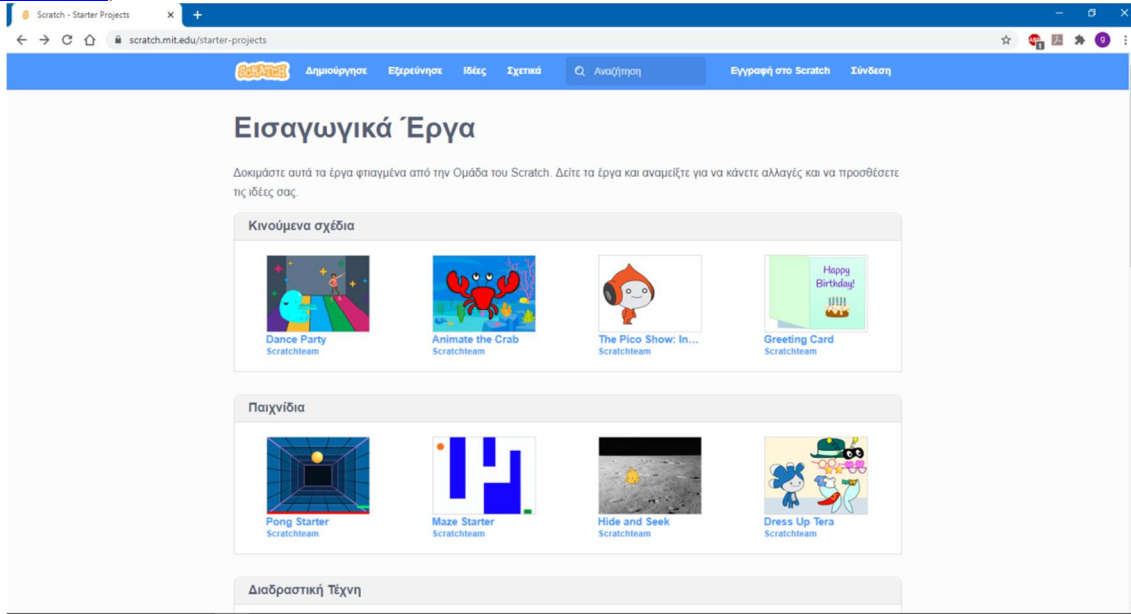 Scratch - Starter Projects
scratch.mit.edu/starter-projects
SCRATCH Δημιούργησε Εξερεύνησε Ιδέες Σχετικά Αναζήτηση Εγγραφή στο Scratch Σύνδεση
Εισαγωγικά Έργα
Δοκιμάστε αυτά τα έργα φτιαγμένα από την Ομάδα του Scratch. Δείτε τα έργα και αναμείξτε για να κάνετε αλλαγές και να προσθέσετε
τις ιδέες σας.
Κινούμενα σχέδια
Happy
Birthday!
Dance Party Animate the Crab The Pico Show: In... Greeting Card
Scratchteam Scratchteam Scratchteam Scratchteam
Παιχνίδια
Pong Starter Maze Starter Hide and Seek Dress Up Tera
Scratchteam Scratchteam Scratchteam Scratchteam
Διαδραστική Τέχνη